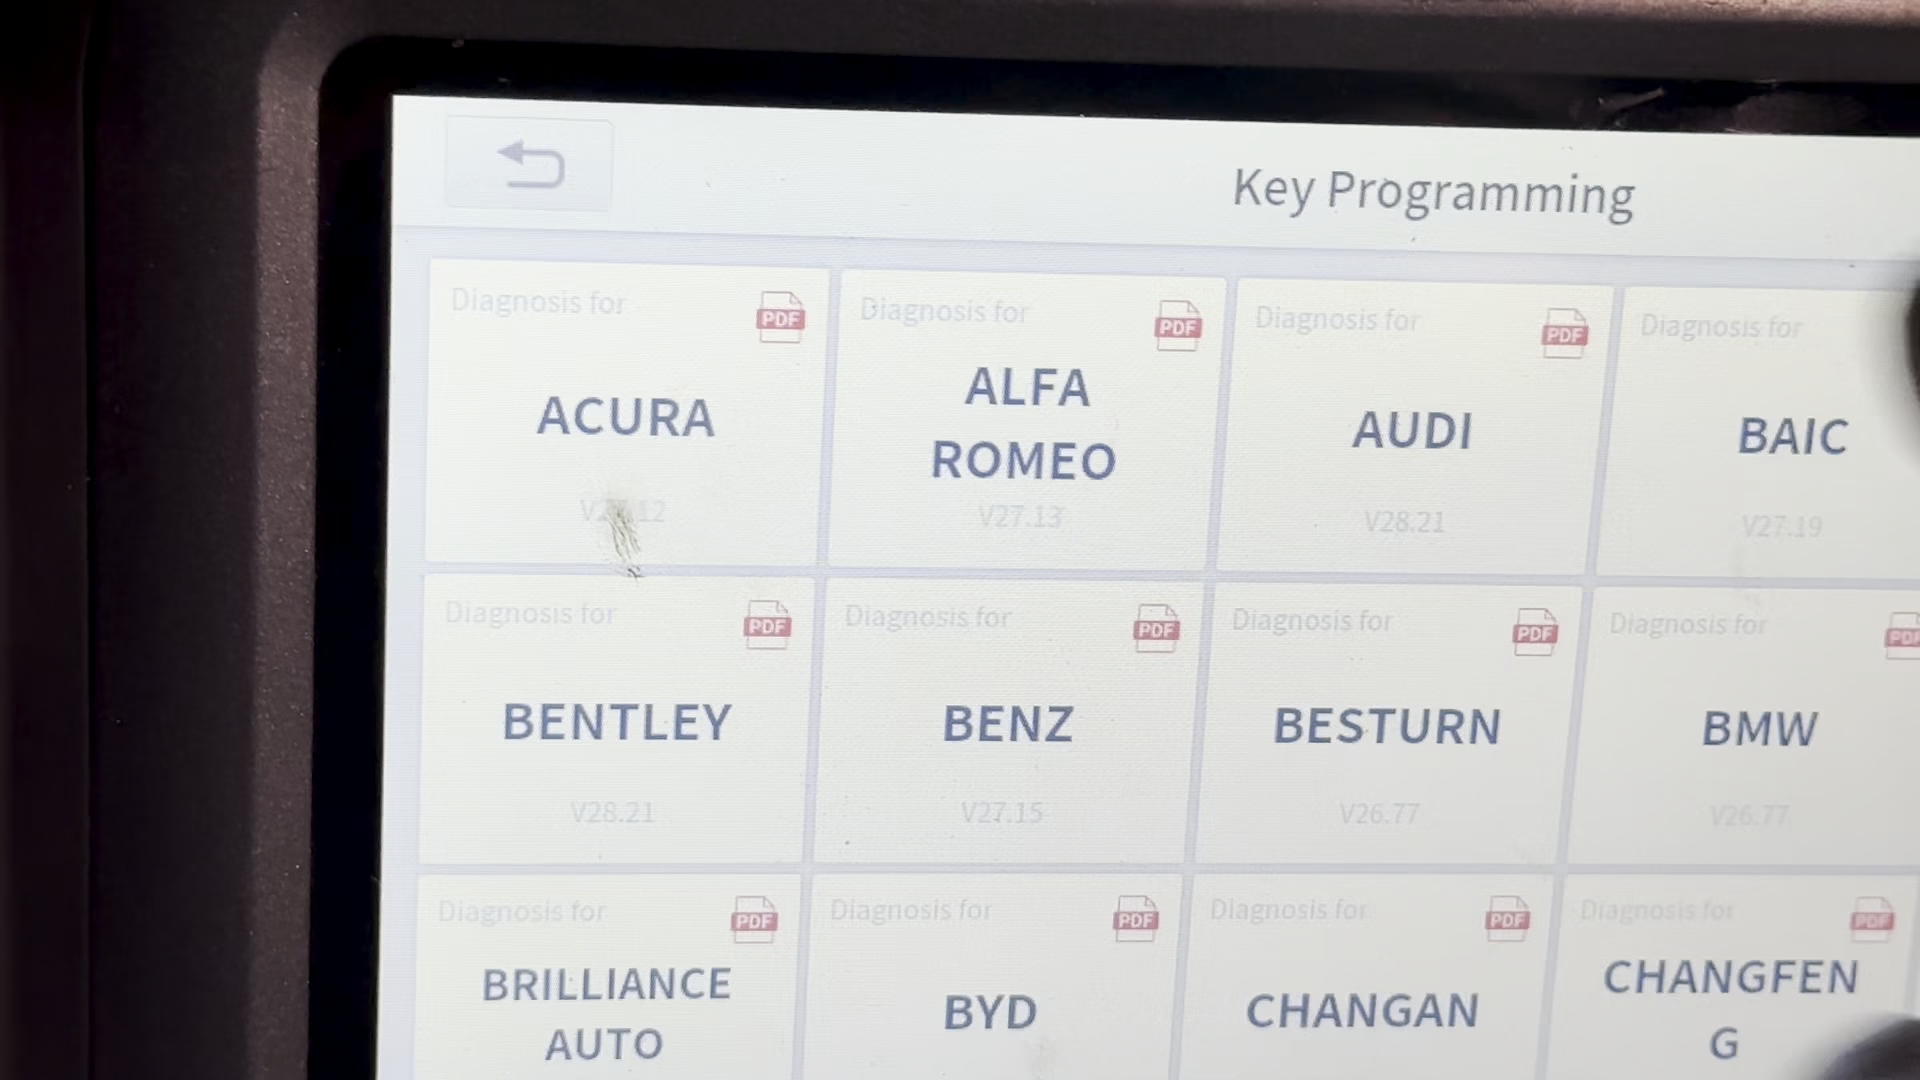 Key Programming
Diagnosis for
PDF
ACURA
Diagnosis for
PDF
ALFA
ROMEO
V27.13
Diagnosis for
PDF
AUDI
V28.21
Diagnosis for
BAIC
V27.19
Diagnosis for
PDF
BENTLEY
V28.21
Diagnosis for
PDF
BENZ
V27.15
Diagnosis for
PDF
BESTURN
V26.77
Diagnosis for
PDF
BMW
V26.77
Diagnosis for
PDF
BRILLIANCE
AUTO
Diagnosis for
PDF
BYD
Diagnosis for
PDF
CHANGAN
Diagnosis for
PDF
CHANGFEN
G